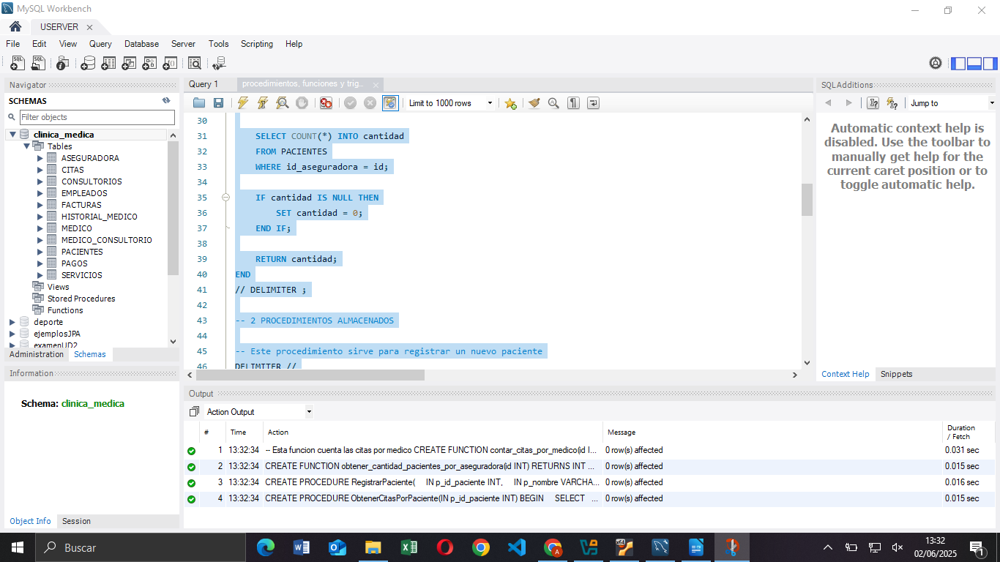 MySQL Workbench
USERVER
File Edit View Query Database Server Tools Scripting Help
Navigator
SCHEMAS
Filter objects
clinica_medica
Tables
ASEGURADORA
CITAS
CONSULTORIOS
EMPLEADOS
FACTURAS
HISTORIAL_MEDICO
MEDICO
MEDICO_CONSULTORIO
PACIENTES
PAGOS
SERVICIOS
Views
Stored Procedures
Functions
deporte
ejemplosJPA
examenUD2
Administration Schemas
Information
Schema: clinica_medica
Object Info Session
Query 1 procedimientos, funciones y trig...
Limit to 1000 rows
30
31 SELECT COUNT(*) INTO cantidad
32 FROM PACIENTES
33 WHERE id_aseguradora = id;
34
35 IF cantidad IS NULL THEN
36 SET cantidad = 0;
37 END IF;
38
39 RETURN cantidad;
40 END
41 // DELIMITER ;
42
43 -- 2 PROCEDIMIENTOS ALMACENADOS
44
45 -- Este procedimiento sirve para registrar un nuevo paciente
46 DELIMITER //
SQLAdditions
Jump to
Automatic context help is
disabled. Use the toolbar to
manually get help for the
current caret position or to
toggle automatic help.
Context Help Snippets
Output
Action Output
# Time Action Message Duration / Fetch
1 13:32:34 -- Esta funcion cuenta las citas por medico CREATE FUNCTION contar_citas_por_medico(id I... 0 row(s) affected 0.031 sec
2 13:32:34 CREATE FUNCTION obtener_cantidad_pacientes_por_aseguradora(id INT) RETURNS INT ... 0 row(s) affected 0.015 sec
3 13:32:34 CREATE PROCEDURE RegistrarPaciente( IN p_id_paciente INT, IN p_nombre VARCHA... 0 row(s) affected 0.016 sec
4 13:32:34 CREATE PROCEDURE ObtenerCitasPorPaciente(IN p_id_paciente INT) BEGIN SELECT ... 0 row(s) affected 0.015 sec
Buscar
13:32
02/06/2025
1